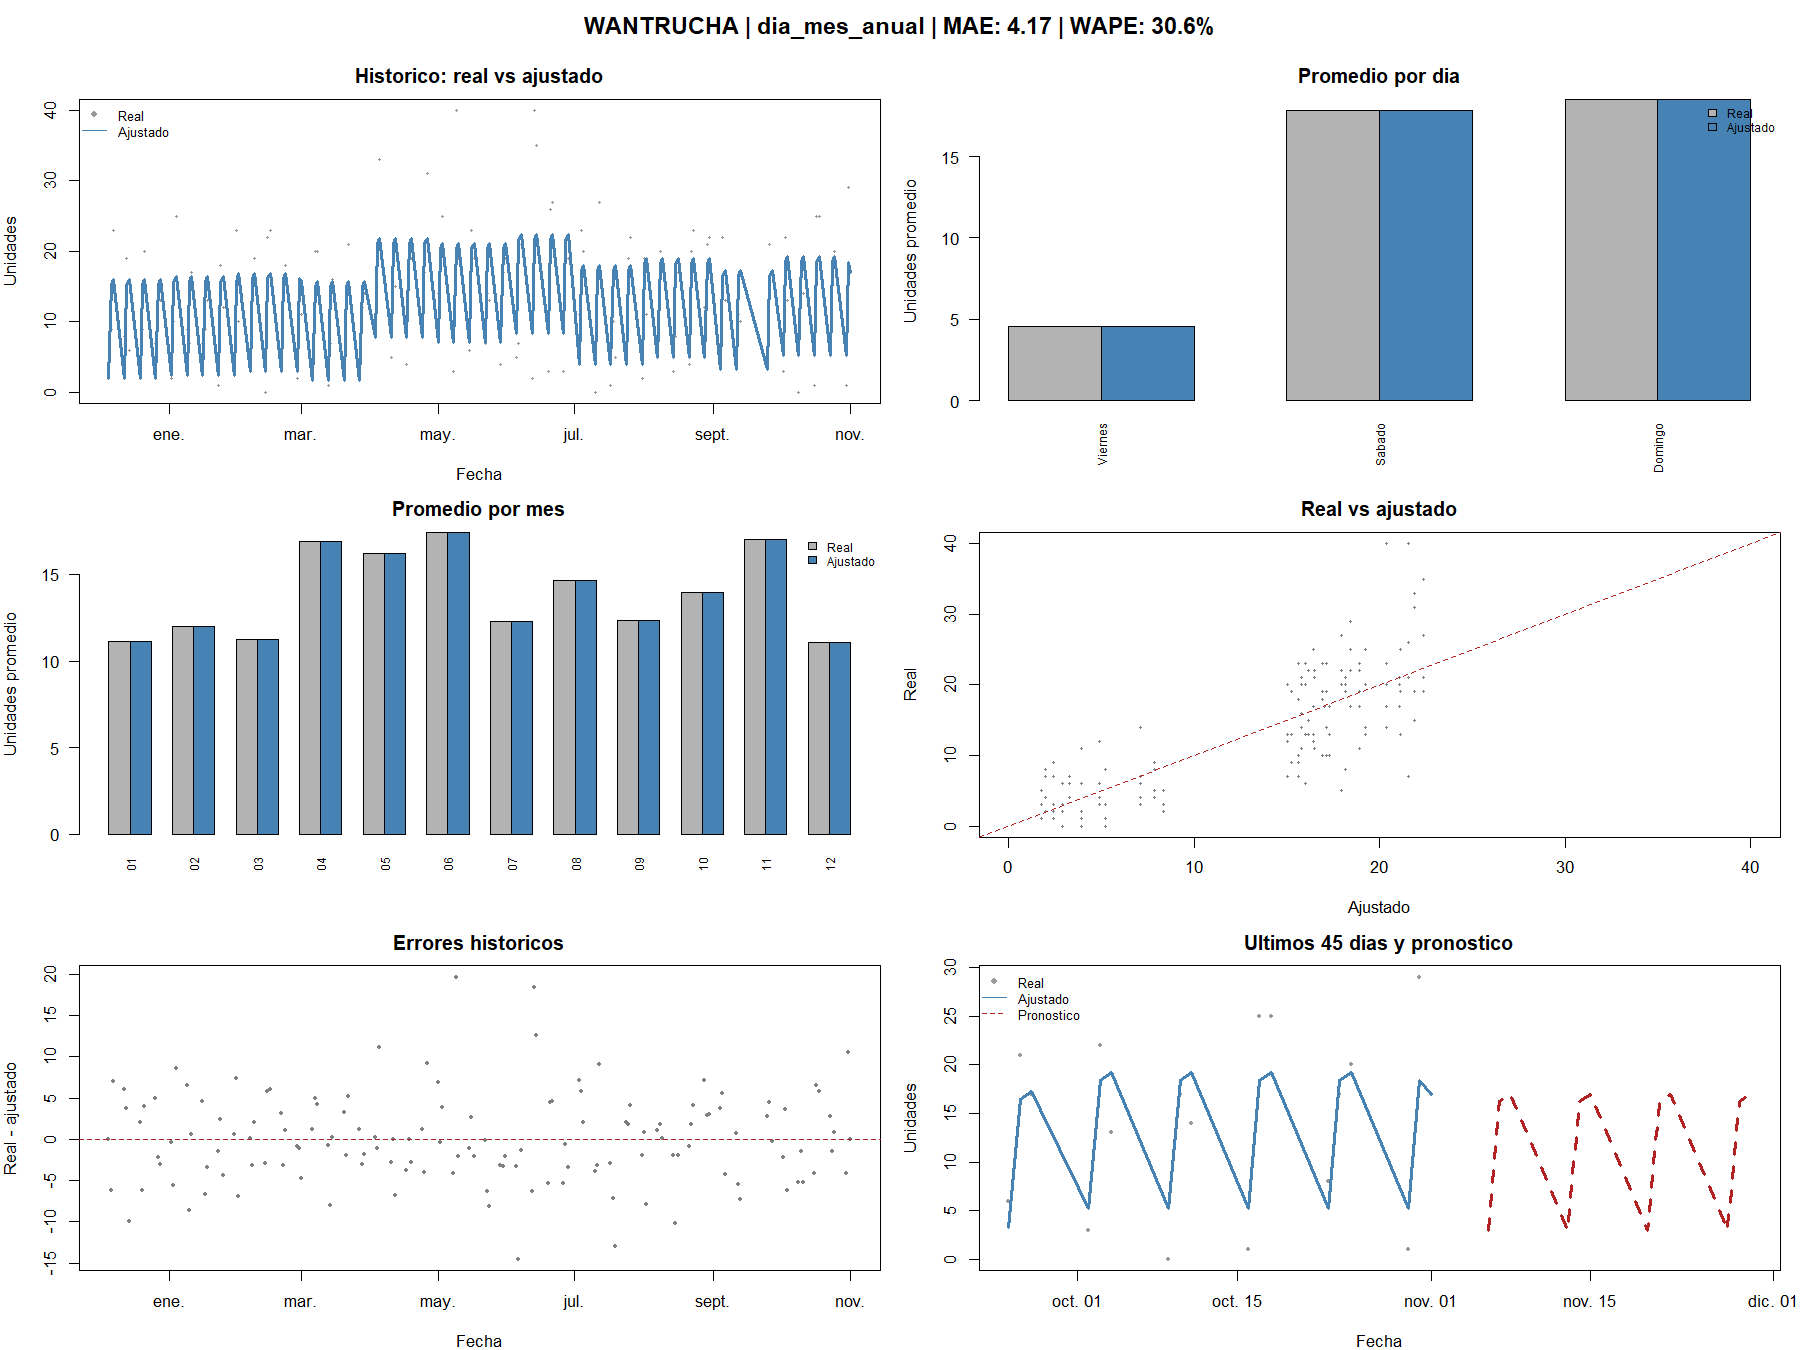 WANTRUCHA | dia_mes_anual | MAE: 4.17 | WAPE: 30.6%
Historico: real vs ajustado
Real
Ajustado
Unidades
0 10 20 30 40
ene. mar. may. jul. sept. nov.
Fecha
Promedio por dia
Real
Ajustado
Unidades promedio
0 5 10 15
Viernes Sabado Domingo
Promedio por mes
Real
Ajustado
Unidades promedio
0 5 10 15
01 02 03 04 05 06 07 08 09 10 11 12
Real vs ajustado
Real
0 10 20 30 40
0 10 20 30 40
Ajustado
Errores historicos
Real - ajustado
-15 -10 -5 0 5 10 15 20
ene. mar. may. jul. sept. nov.
Fecha
Ultimos 45 dias y pronostico
Real
Ajustado
Pronostico
Unidades
0 5 10 15 20 25 30
oct. 01 oct. 15 nov. 01 nov. 15 dic. 01
Fecha